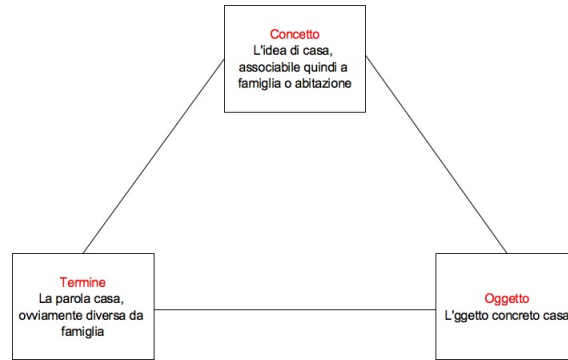 Concetto
L'idea di casa,
associabile quindi a
famiglia o abitazione
Termine
La parola casa,
ovviamente diversa da
famiglia
Oggetto
L'ggetto concreto casa